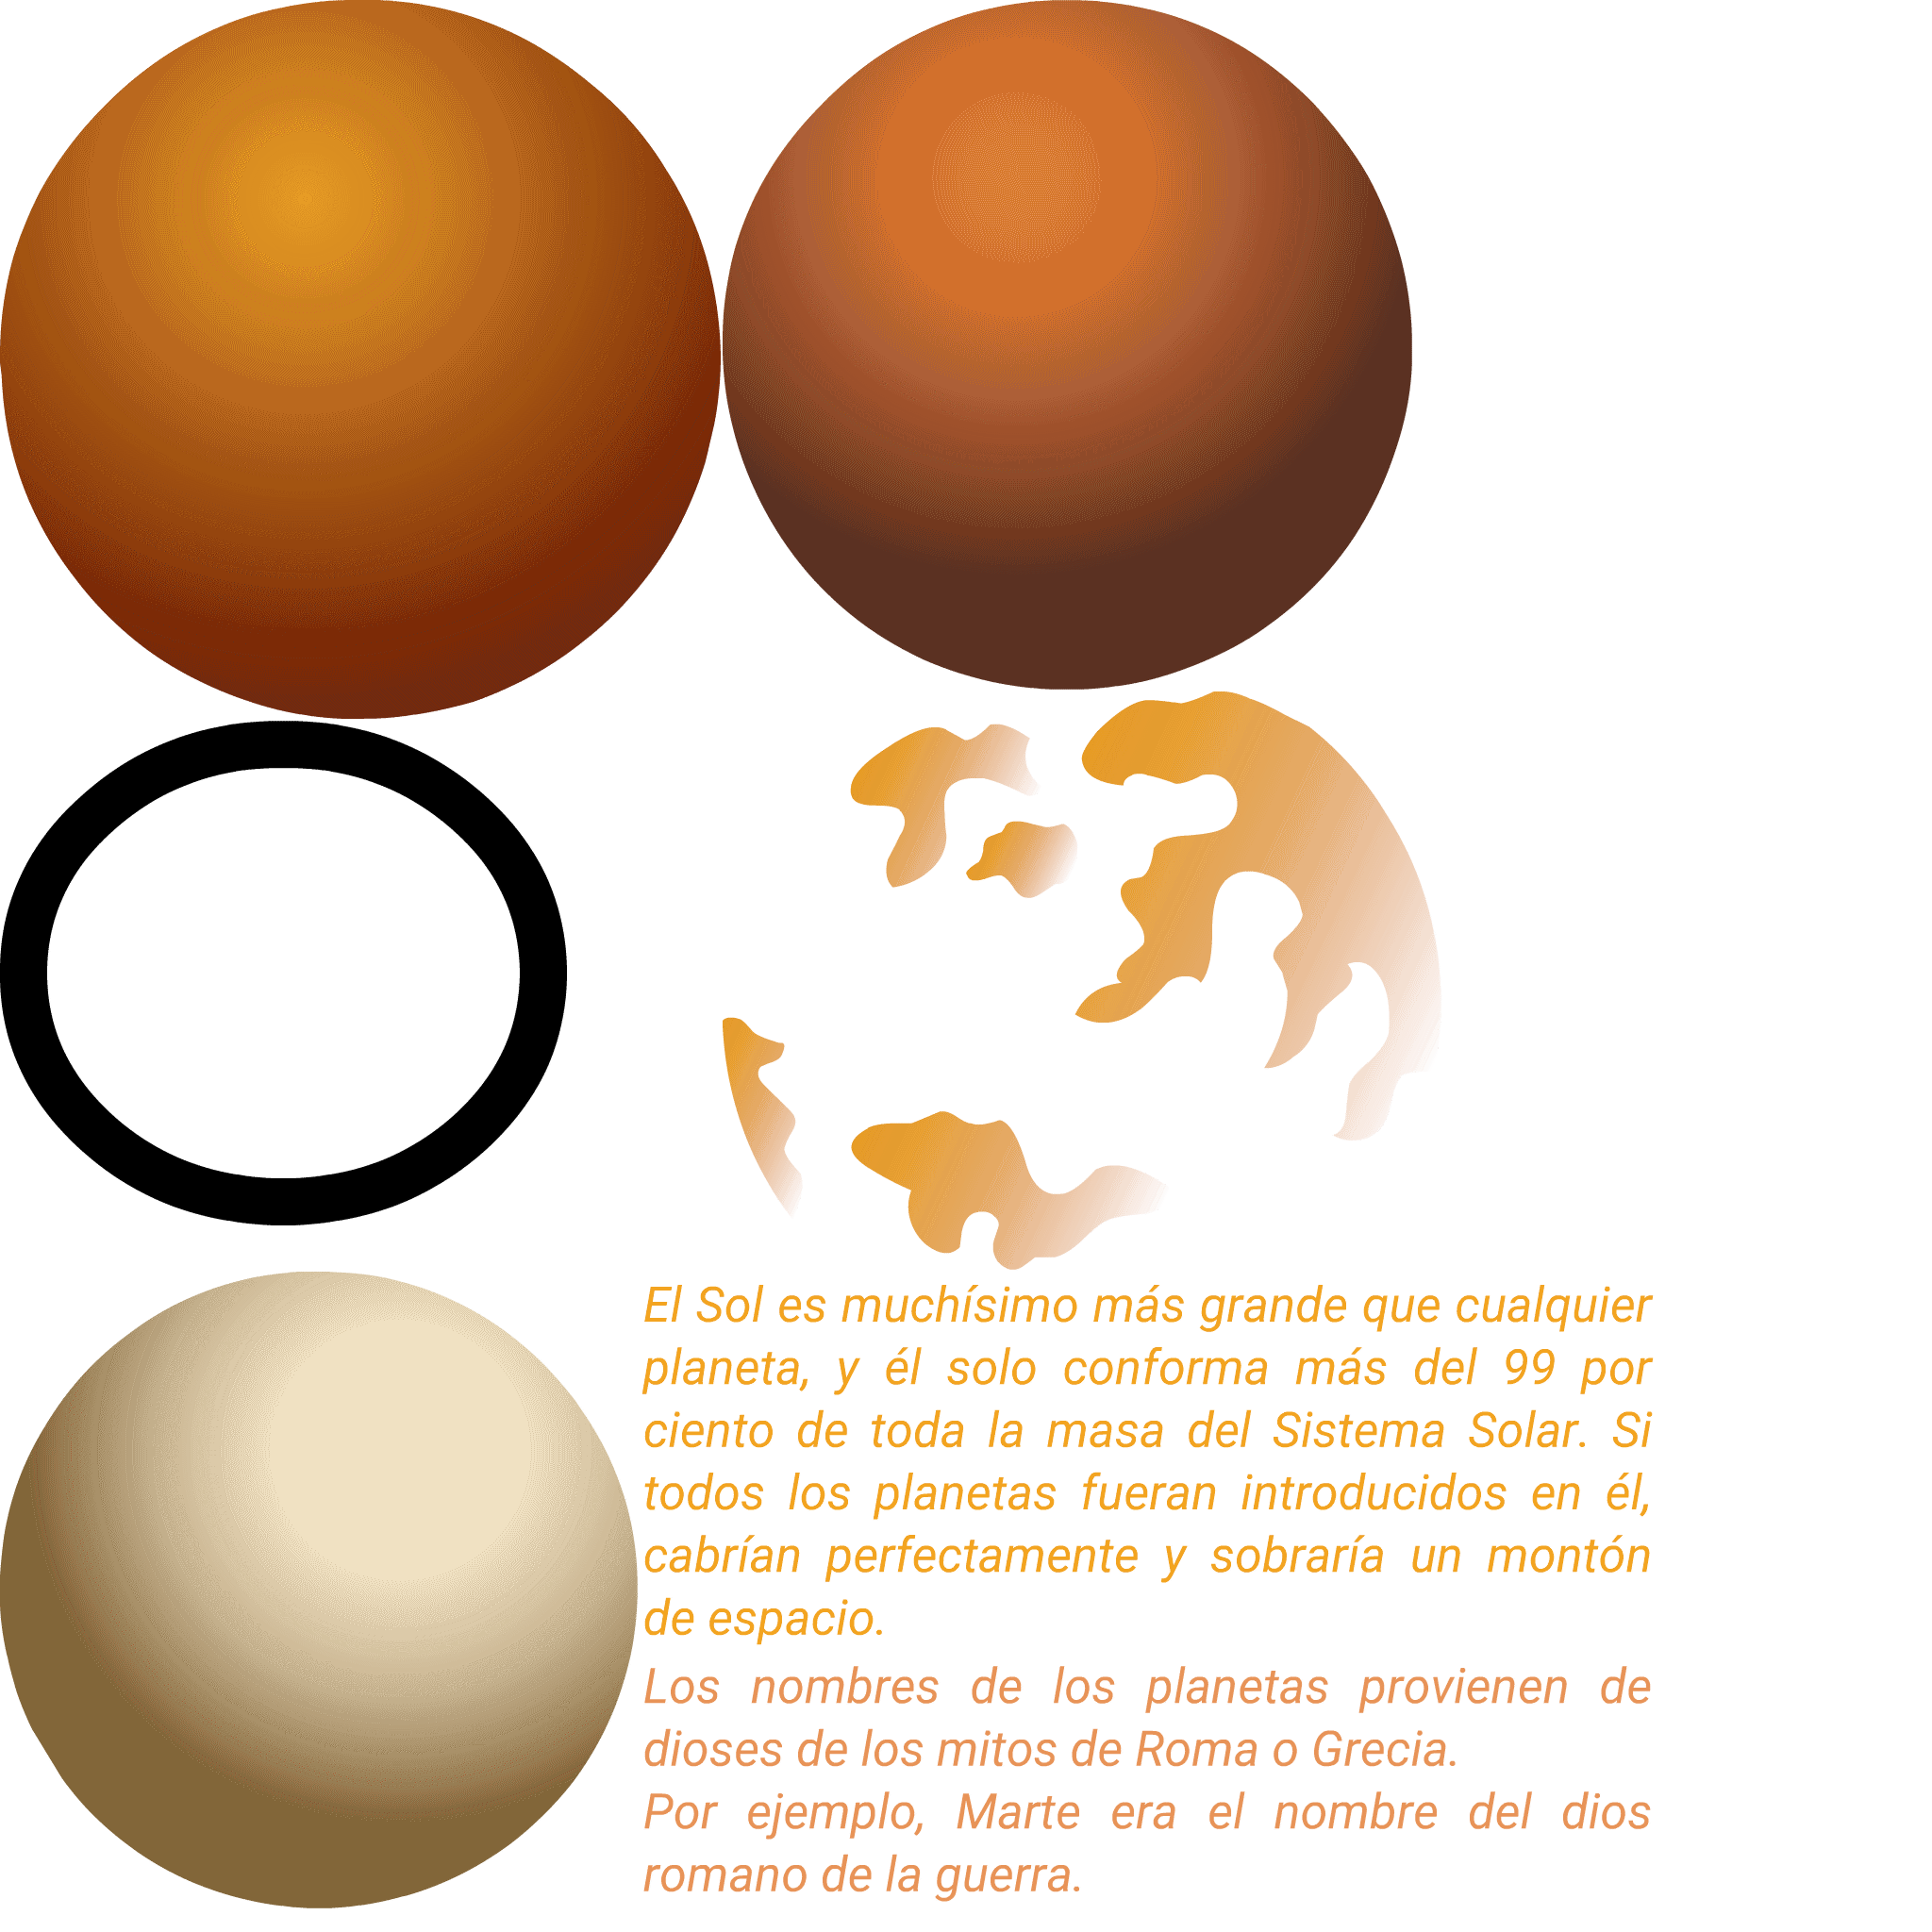 El Sol es muchísimo más grande que cualquier
planeta, y él solo conforma más del 99 por
ciento de toda la masa del Sistema Solar. Si
todos los planetas fueran introducidos en él,
cabrían perfectamente y sobraría un montón
de espacio.
Los nombres de los planetas provienen de
dioses de los mitos de Roma o Grecia.
Por ejemplo, Marte era el nombre del dios
romano de la guerra.